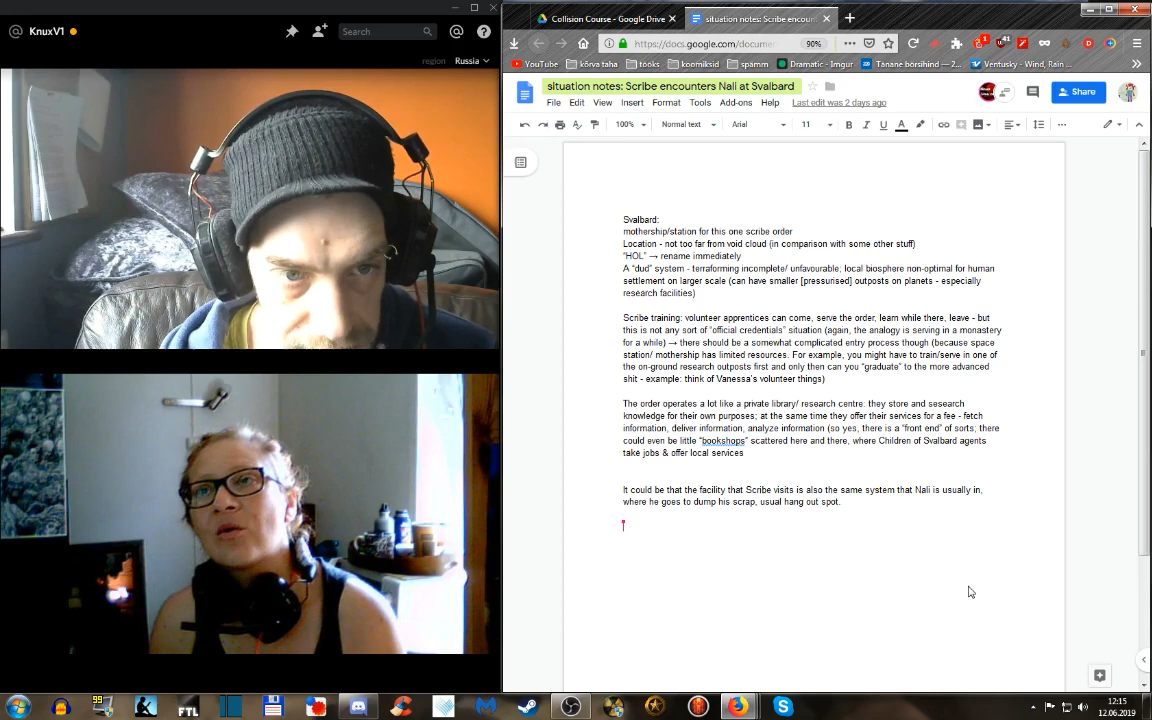 KnuxV1
Search
region Russia
Collision Course - Google Drive
situation notes: Scribe encount
https://docs.google.com/documen
90%
1
41
YouTube
kõrva taha
tööks
koomiksid
spämm
Dramatic - Imgur
Tänane börsihind — 2...
Ventusky - Wind, Rain ...
situation notes: Scribe encounters Nali at Svalbard
File Edit View Insert Format Tools Add-ons Help Last edit was 2 days ago
Share
100% Normal text Arial 11 B I U A
Svalbard:
mothership/station for this one scribe order
Location - not too far from void cloud (in comparison with some other stuff)
"HOL" → rename immediately
A "dud" system - terraforming incomplete/ unfavourable; local biosphere non-optimal for human
settlement on larger scale (can have smaller [pressurised] outposts on planets - especially
research facilities)
Scribe training: volunteer apprentices can come, serve the order, learn while there, leave - but
this is not any sort of "official credentials" situation (again, the analogy is serving in a monastery
for a while) → there should be a somewhat complicated entry process though (because space
station/ mothership has limited resources. For example, you might have to train/serve in one of
the on-ground research outposts first and only then can you "graduate" to the more advanced
shit - example: think of Vanessa's volunteer things)
The order operates a lot like a private library/ research centre: they store and sesearch
knowledge for their own purposes; at the same time they offer their services for a fee - fetch
information, deliver information, analyze information (so yes, there is a "front end" of sorts; there
could even be little "bookshops" scattered here and there, where Children of Svalbard agents
take jobs & offer local services
It could be that the facility that Scribe visits is also the same system that Nali is usually in,
where he goes to dump his scrap, usual hang out spot.
99
FTL
12:15
12.06.2019